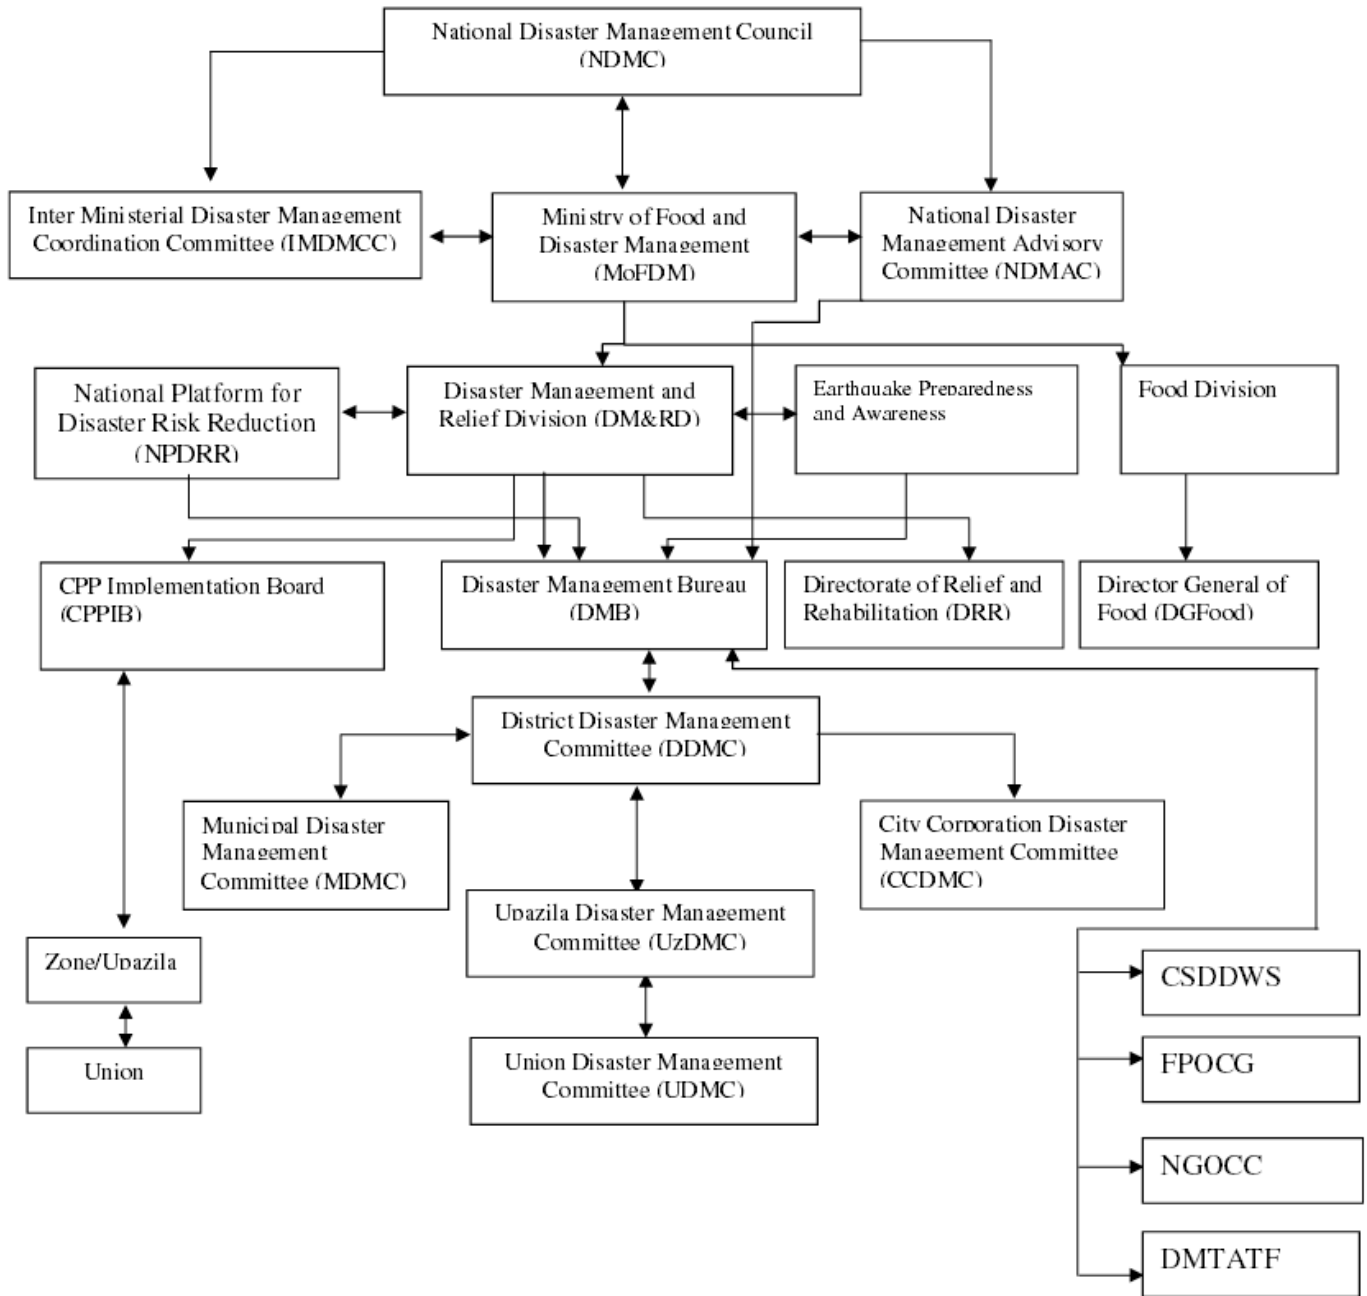 National Disaster Management Council
(NDMC)
Inter Ministerial Disaster Management
Coordination Committee (IMDMCC)
Ministry of Food and
Disaster Management
(MoFDM)
National Disaster
Management Advisory
Committee (NDMAC)
National Platform for
Disaster Risk Reduction
(NPDRR)
Disaster Management and
Relief Division (DM&RD)
Earthquake Preparedness
and Awareness
Food Division
CPP Implementation Board
(CPPIB)
Disaster Management Bureau
(DMB)
Directorate of Relief and
Rehabilitation (DRR)
Director General of
Food (DGFood)
District Disaster Management
Committee (DDMC)
Municipal Disaster
Management
Committee (MDMC)
City Corporation Disaster
Management Committee
(CCDMC)
Upazila Disaster Management
Committee (UzDMC)
Zone/Upazila
Union
Union Disaster Management
Committee (UDMC)
CSDDWS
FPOCG
NGOCC
DMTATF